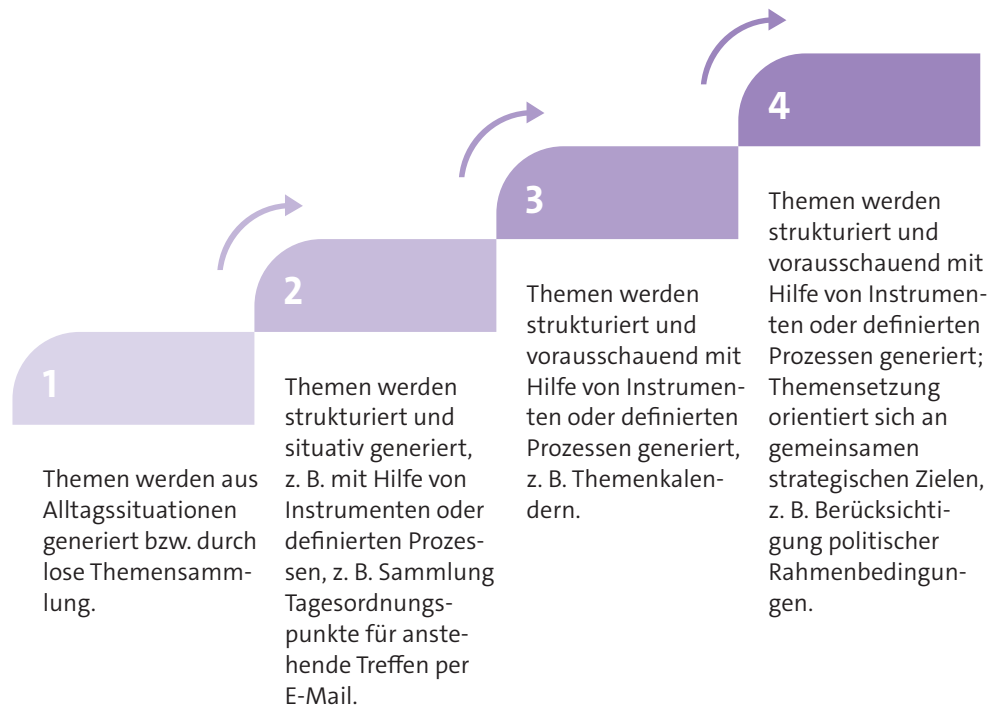 1
Themen werden aus
Alltagssituationen
generiert bzw. durch
lose Themensamm-
lung.
2
Themen werden
strukturiert und
situativ generiert,
z. B. mit Hilfe von
Instrumenten oder
definierten Prozes-
sen, z. B. Sammlung
Tagesordnungs-
punkte für anste-
hende Treffen per
E-Mail.
3
Themen werden
strukturiert und
vorausschauend mit
Hilfe von Instrumen-
ten oder definierten
Prozessen generiert,
z. B. Themenkalen-
dern.
4
Themen werden
strukturiert und
vorausschauend mit
Hilfe von Instrumen-
ten oder definierten
Prozessen generiert;
Themensetzung
orientiert sich an
gemeinsamen
strategischen Zielen,
z. B. Berücksichti-
gung politischer
Rahmenbedingun-
gen.